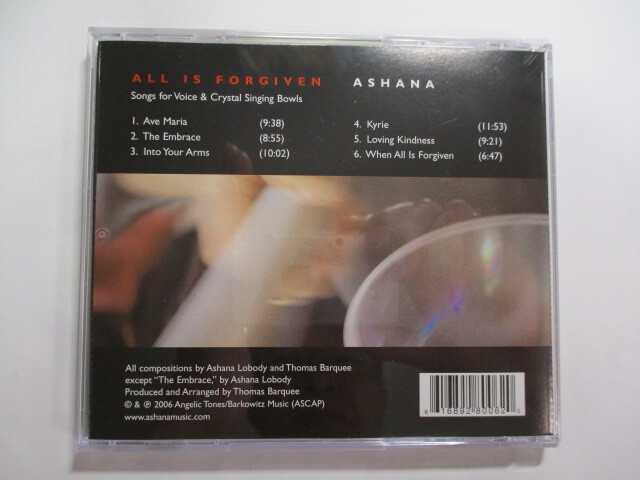 ALL IS FORGIVEN ASHANA
Songs for Voice & Crystal Singing Bowls
1. Ave Maria (9:38)
2. The Embrace (8:55)
3. Into Your Arms (10:02)
4. Kyrie (11:53)
5. Loving Kindness (9:21)
6. When All Is Forgiven (6:47)
All compositions by Ashana Lobody and Thomas Barquee
except "The Embrace," by Ashana Lobody
Produced and Arranged by Thomas Barquee
© & ℗ 2006 Angelic Tones/Barkowitz Music (ASCAP)
www.ashanamusic.com